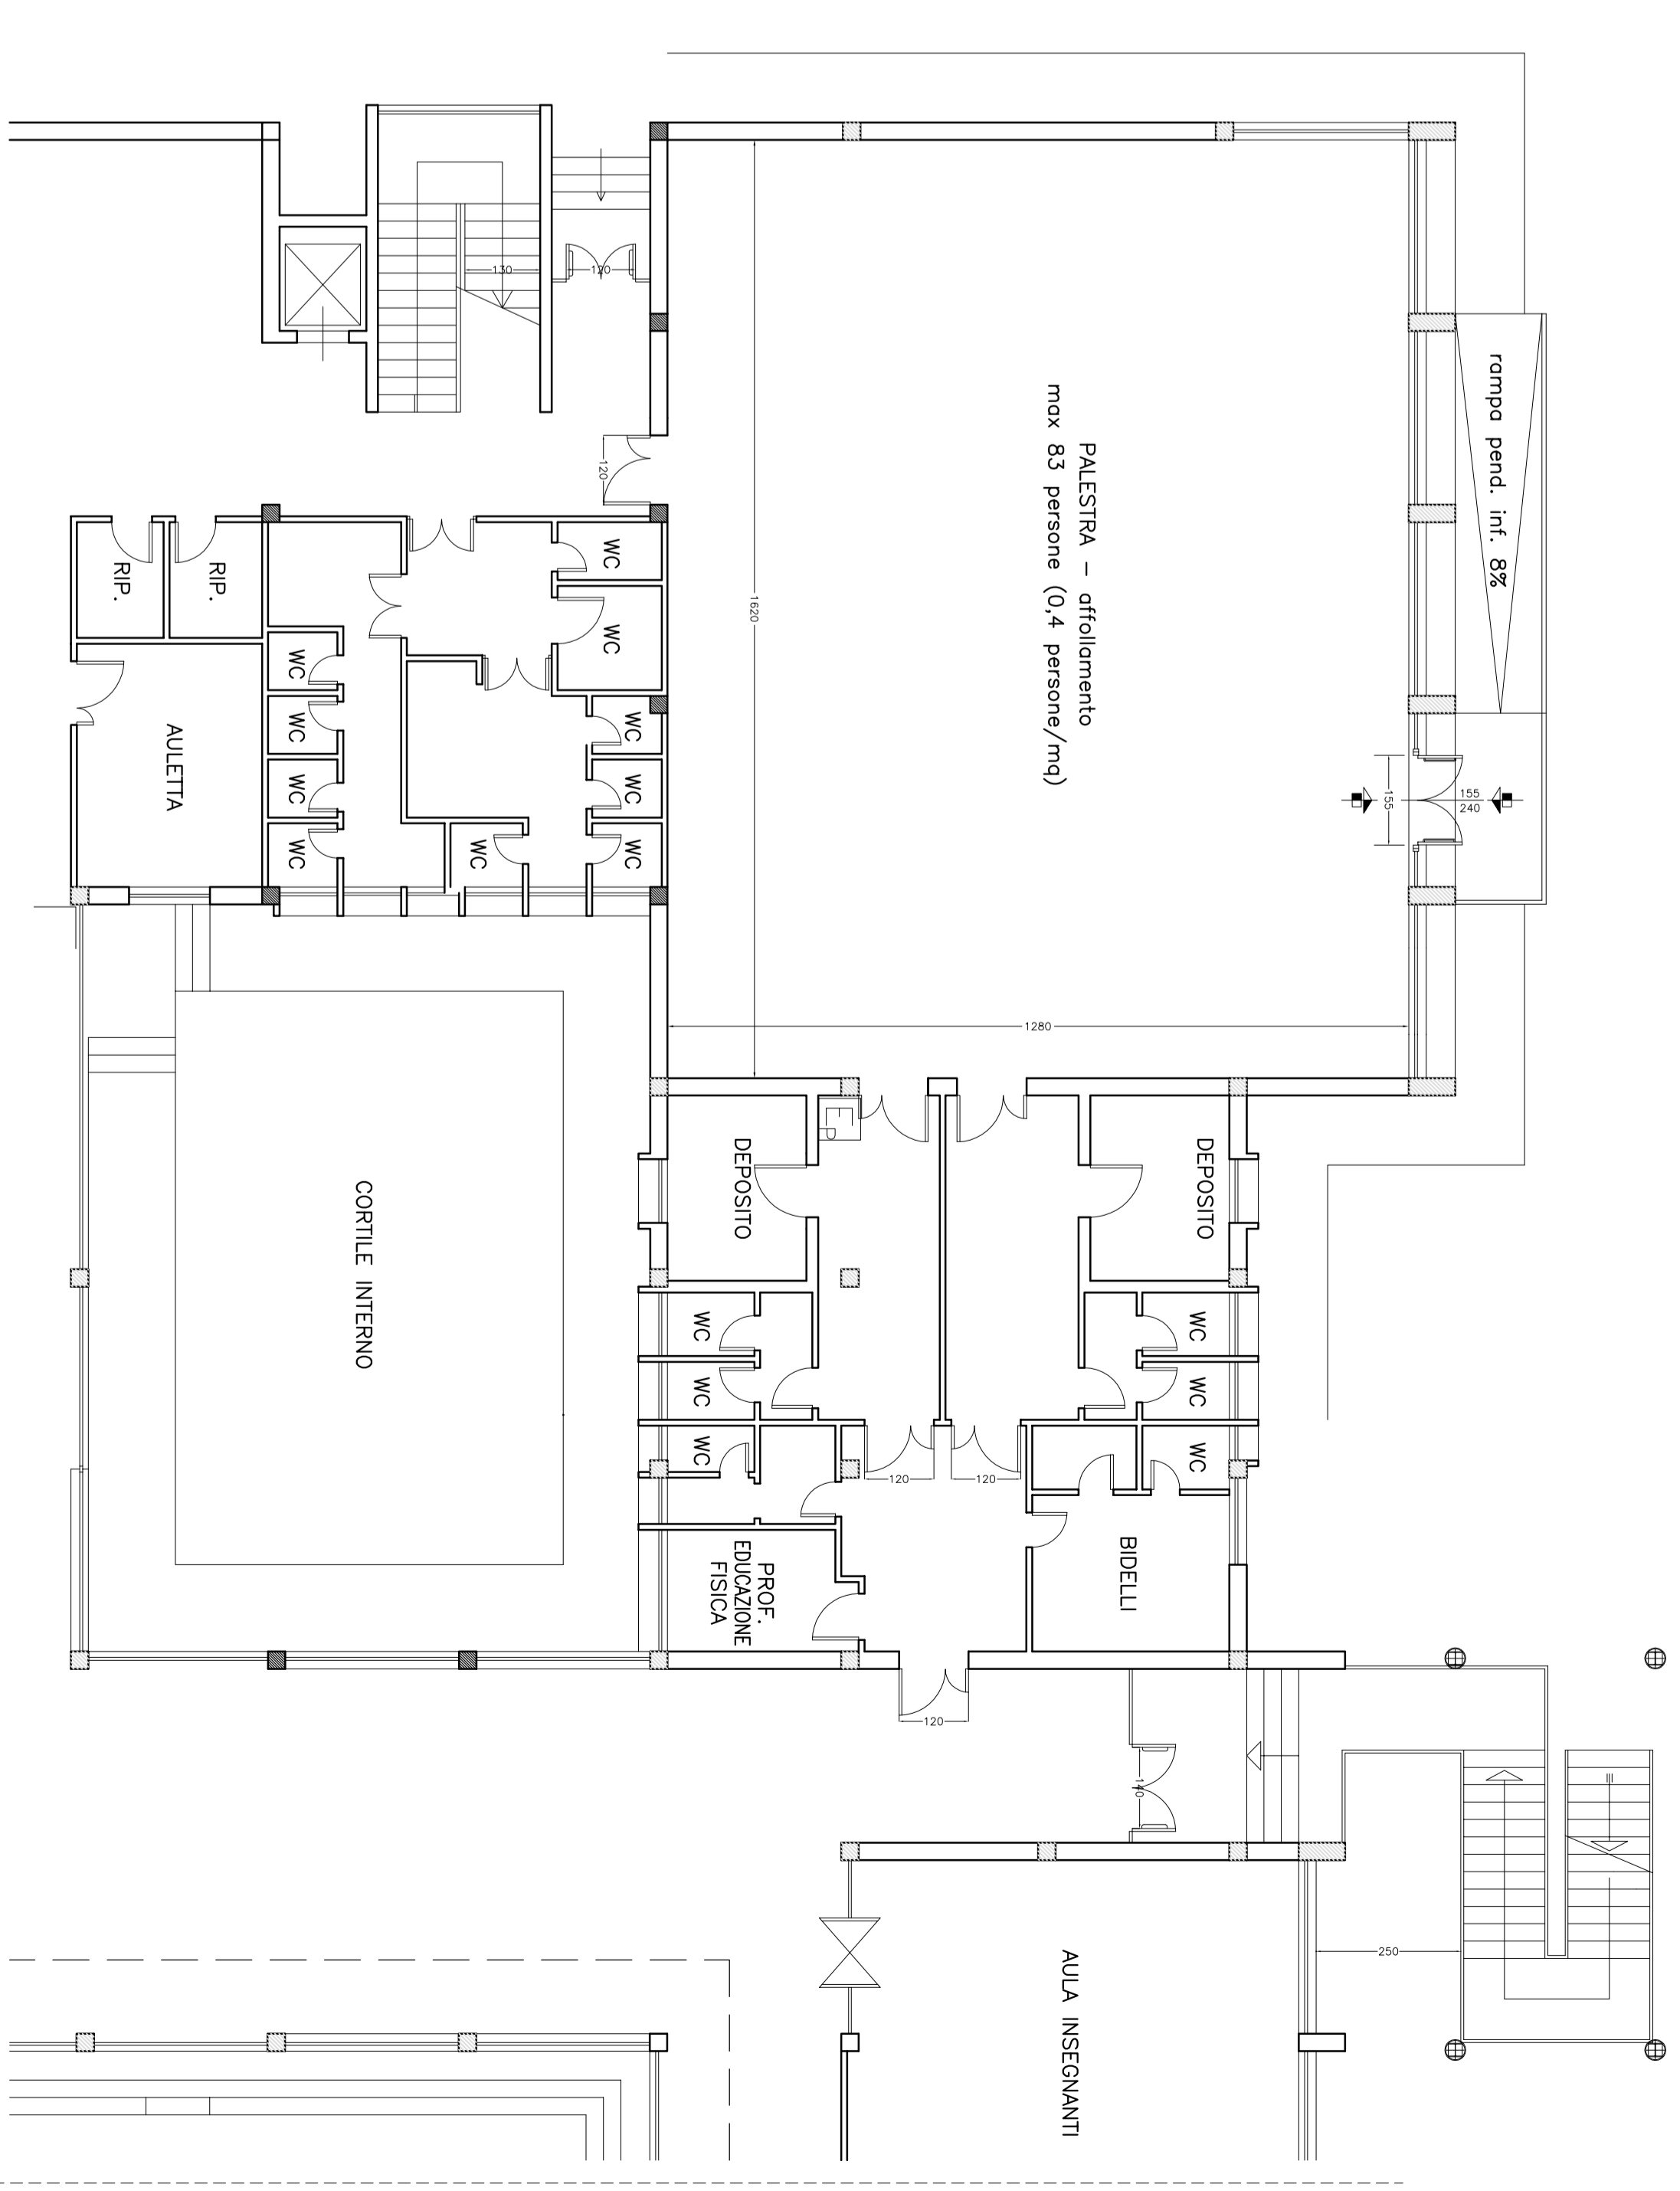 rampa pend. inf. 8%
155
240
155
250
DEPOSITO
WC
WC
WC
140
BIDELLI
PALESTRA – affollamento
max 83 persone (0,4 persone/mq)
AULA INSEGNANTI
1280
120
120
120
1620
DEPOSITO
PROF.
EDUCAZIONE
FISICA
WC
WC
WC
WC
WC
WC
WC
WC
120
120
130
WC
CORTILE INTERNO
WC
WC
WC
WC
RIP.
AULETTA
RIP.